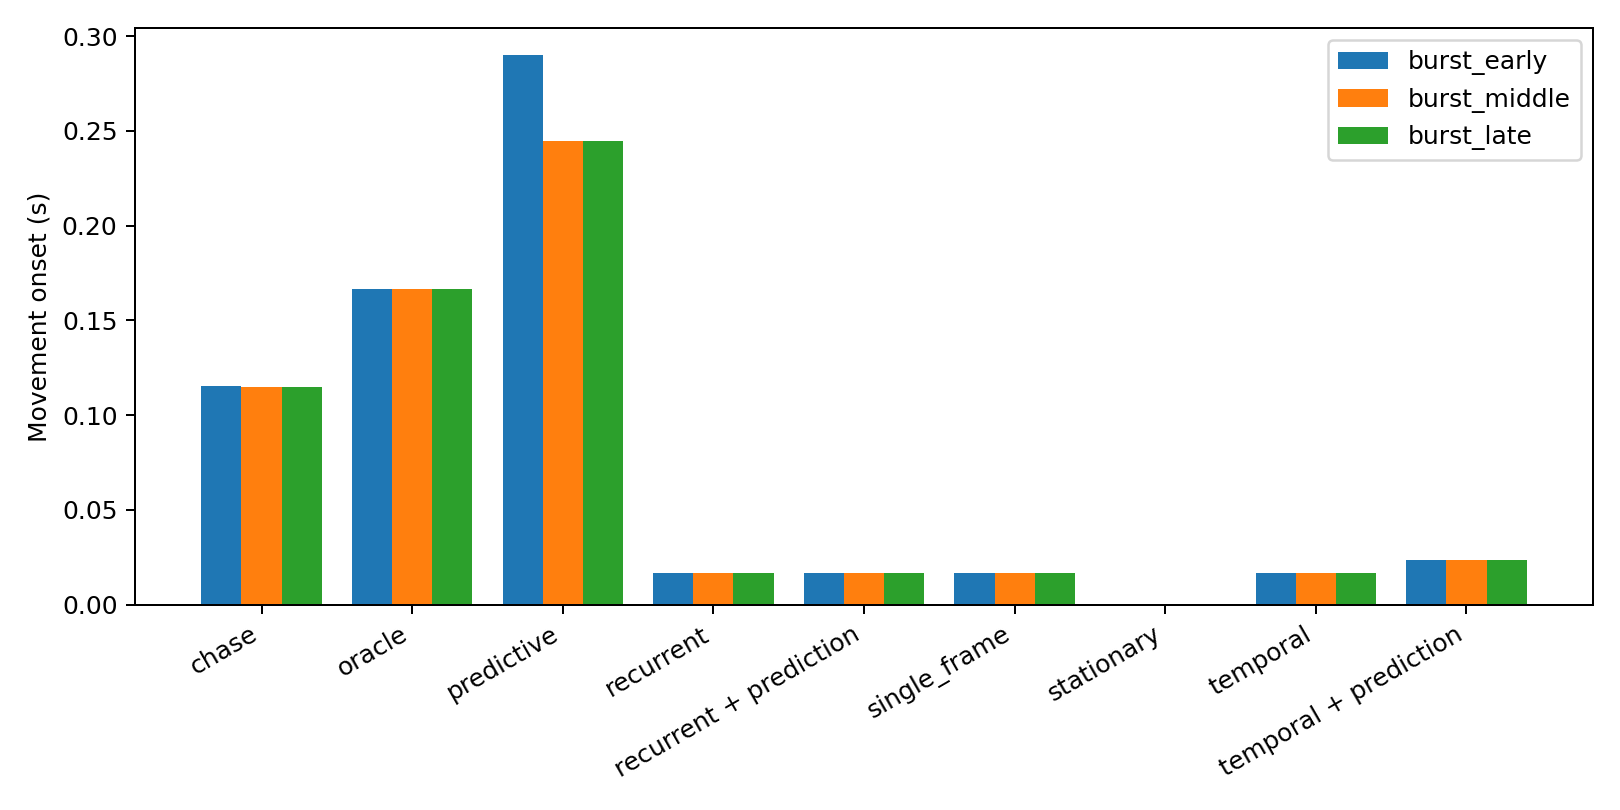 0.30
0.25
0.20
0.15
0.10
0.05
0.00
Movement onset (s)
burst_early
burst_middle
burst_late
chase
oracle
predictive
recurrent
recurrent + prediction
single_frame
stationary
temporal
temporal + prediction